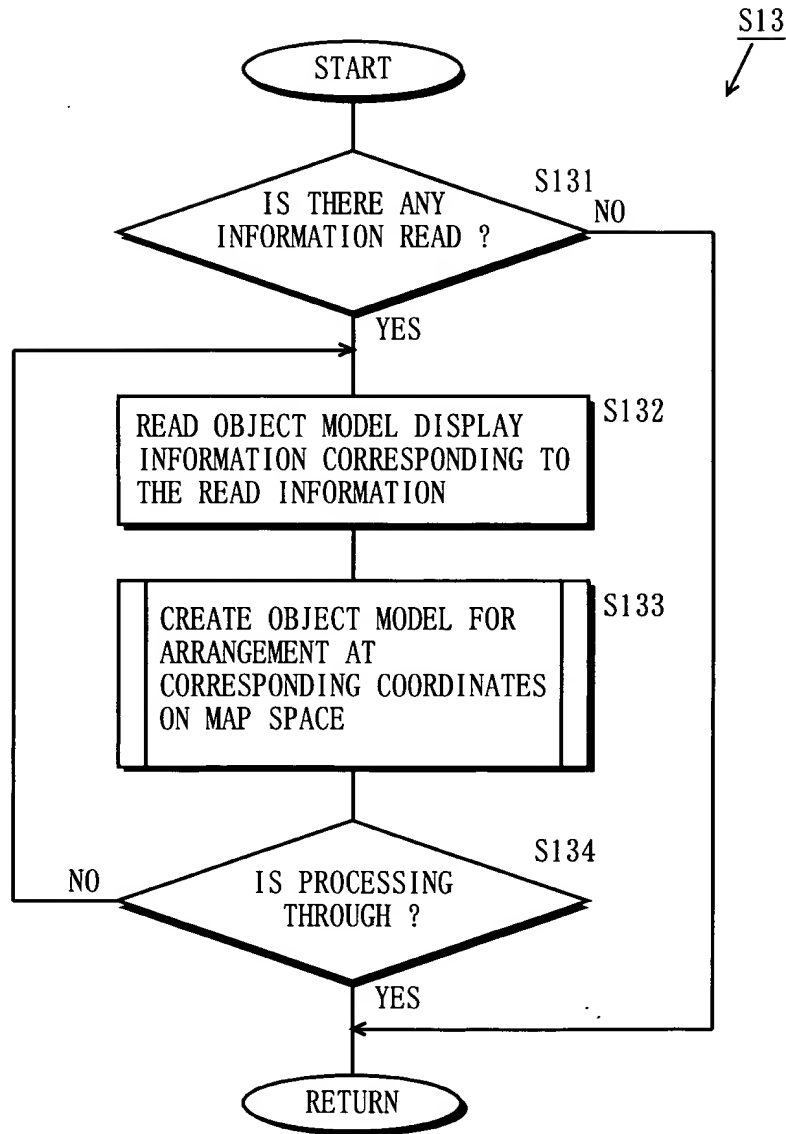 S13
START
S131
IS THERE ANY
INFORMATION READ ?
NO
YES
READ OBJECT MODEL DISPLAY
INFORMATION CORRESPONDING TO
THE READ INFORMATION
S132
CREATE OBJECT MODEL FOR
ARRANGEMENT AT
CORRESPONDING COORDINATES
ON MAP SPACE
S133
S134
NO
IS PROCESSING
THROUGH ?
YES
RETURN